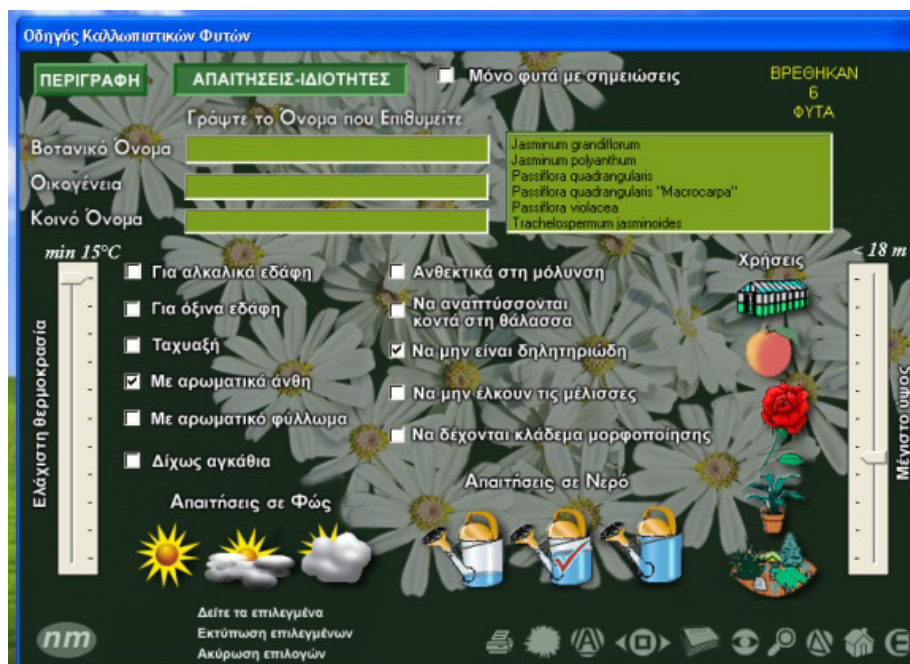 Οδηγός Καλλωπιστικών Φυτών
ΠΕΡΙΓΡΑΦΗ
ΑΠΑΙΤΗΣΕΙΣ-ΙΔΙΟΤΗΤΕΣ
Μόνο φυτά με σημειώσεις
ΒΡΕΘΗΚΑΝ
6
ΦΥΤΑ
Γράψτε το Όνομα που Επιθυμείτε
Βοτανικό Όνομα
Οικογένεια
Κοινό Όνομα
Jasminum grandiflorum
Jasminum polyanthum
Passiflora quadrangularis
Passiflora quadrangularis "Macrocarpa"
Passiflora violacea
Trachelospermum jasminoides
min 15°C
Ελάχιστη θερμοκρασία
Για αλκαλικά εδάφη
Για όξινα εδάφη
Ταχυαξή
Με αρωματικά άνθη
Με αρωματικό φύλλωμα
Δίχως αγκάθια
Ανθεκτικά στη μόλυνση
Να αναπτύσσονται
κοντά στη θάλασσα
Να μην είναι δηλητηριώδη
Να μην έλκουν τις μέλισσες
Να δέχονται κλάδεμα μορφοποίησης
Χρήσεις
< 18 m
Μέγιστο ύψος
Απαιτήσεις σε Φώς
Απαιτήσεις σε Νερό
Δείτε τα επιλεγμένα
Εκτύπωση επιλεγμένων
Ακύρωση επιλογών
nm